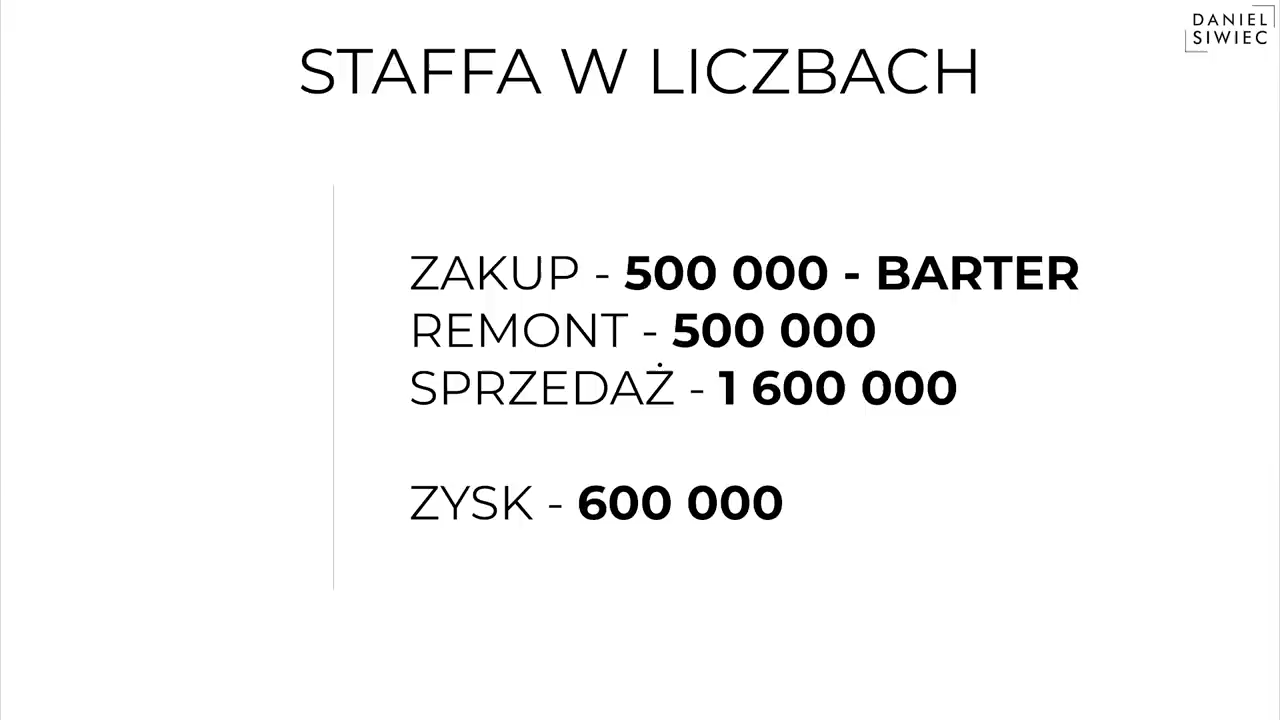 DANIEL
SIWIEC
STAFFA W LICZBACH
ZAKUP - 500 000 - BARTER
REMONT - 500 000
SPRZEDAŻ - 1 600 000
ZYSK - 600 000